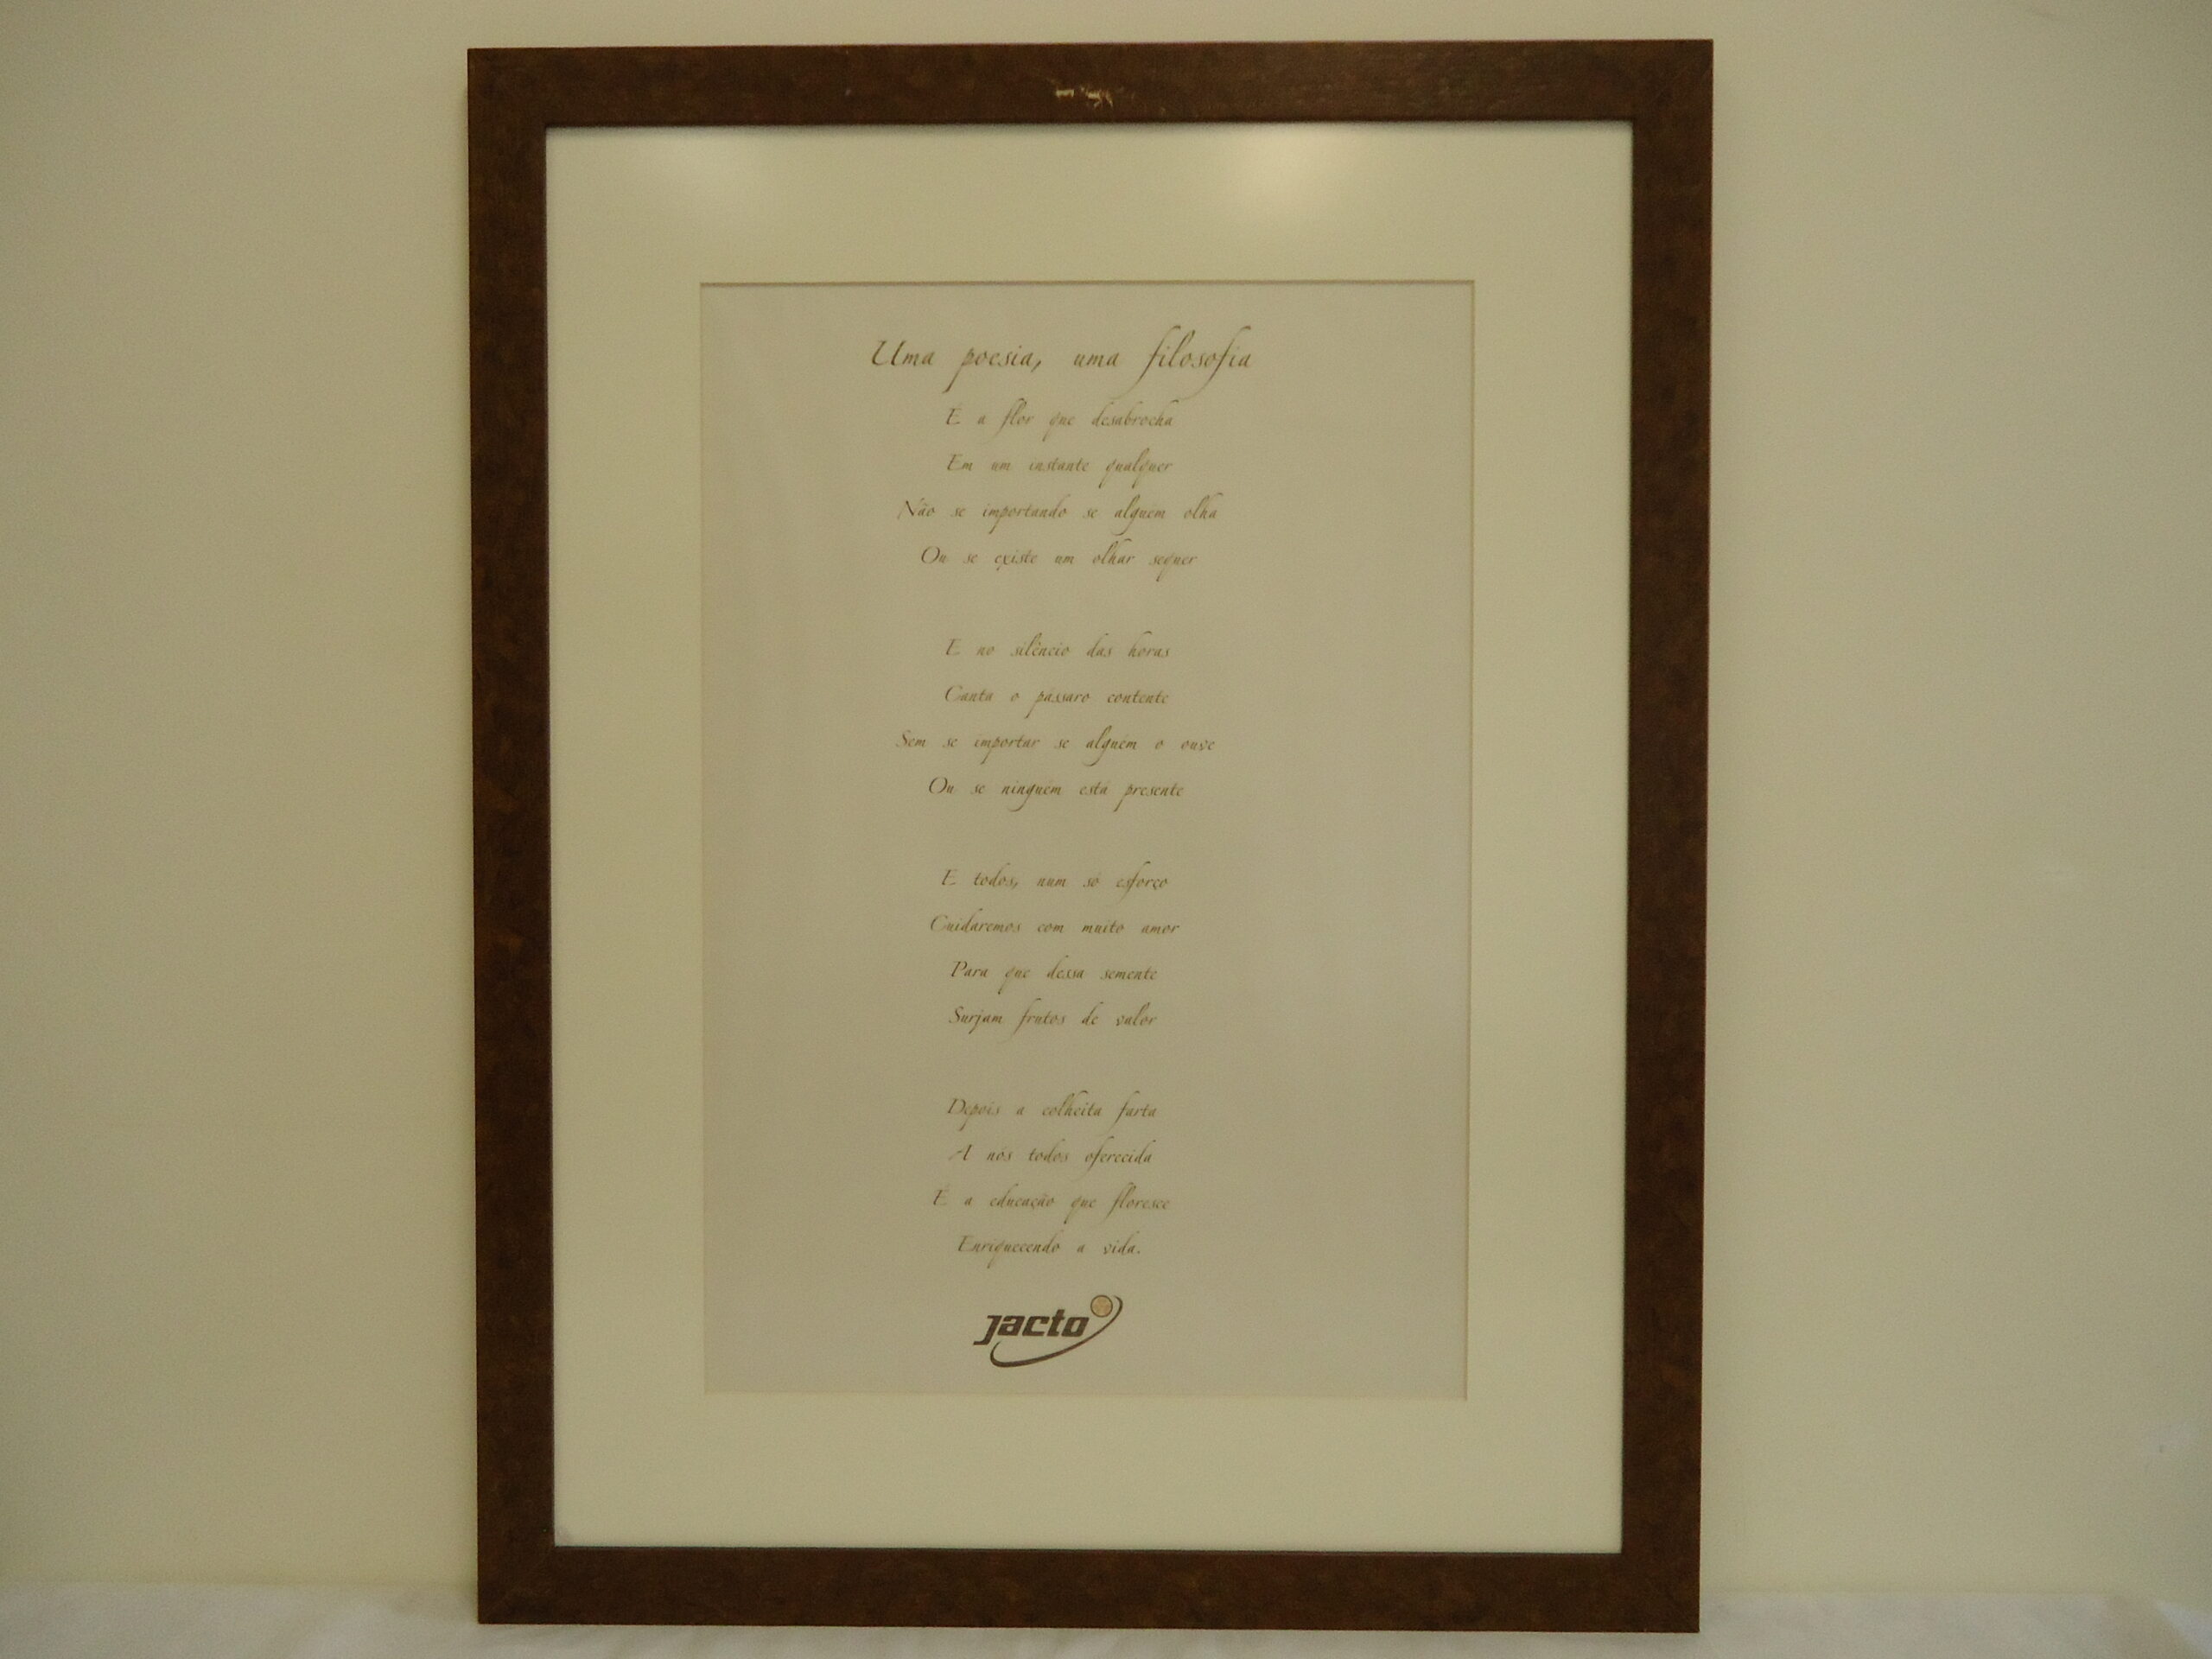 Uma poesia, uma filosofia
É a flor que desabrocha
Em um instante qualquer
Não se importando se alguém olha
Ou se existe um olhar sequer
E no silêncio das horas
Canta o pássaro contente
Sem se importar se alguém o ouve
Ou se ninguém está presente
E todos, num só esforço
Cuidaremos com muito amor
Para que dessa semente
Surjam frutos de valor
Depois a colheita farta
A nós todos oferecida
É a educação que floresce
Enriquecendo a vida.
jacto